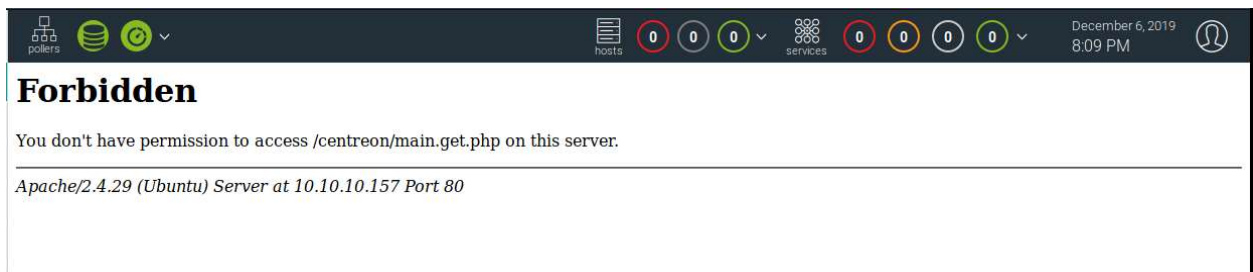 pollers
hosts 0 0 0
services 0 0 0 0
December 6, 2019
8:09 PM
Forbidden
You don't have permission to access /centreon/main.get.php on this server.
Apache/2.4.29 (Ubuntu) Server at 10.10.10.157 Port 80